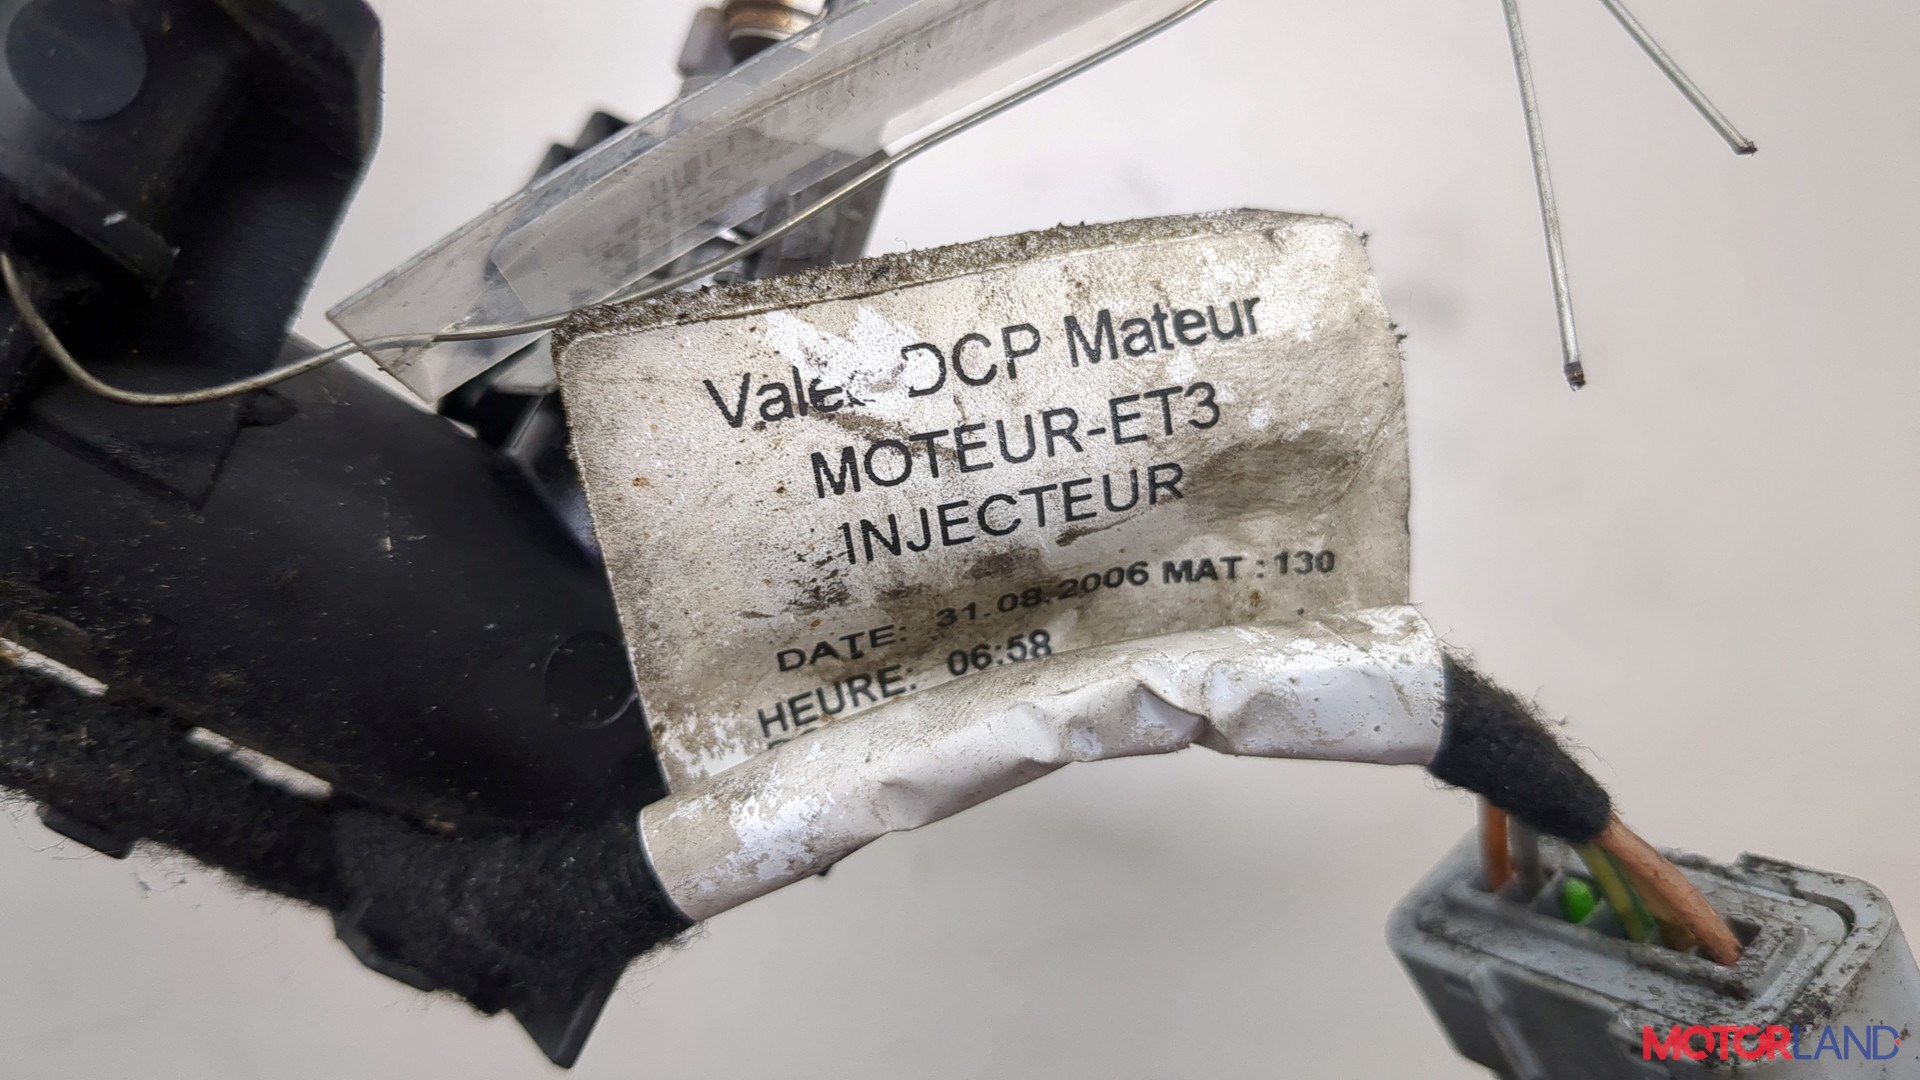 DCP Mateur
MOTEUR-ET3
INJECTEUR
DATE: 31.08.2006 MAT : 130
HEURE: 06:58
MOTORLAND